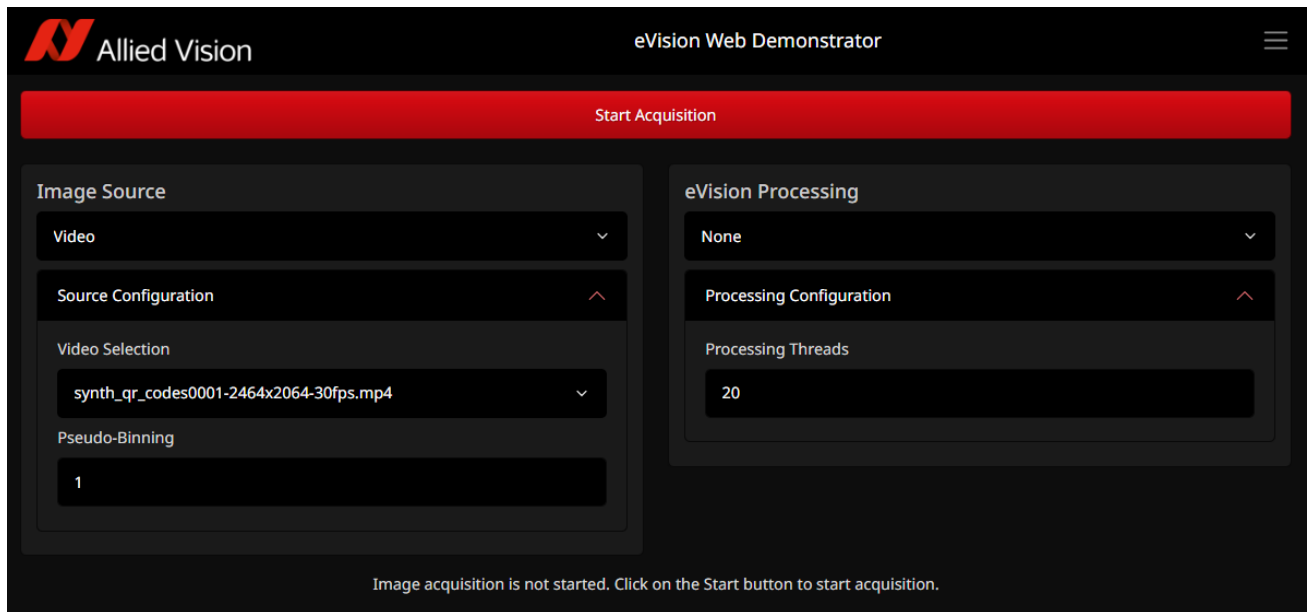 Allied Vision
eVision Web Demonstrator
Start Acquisition
Image Source
Video
Source Configuration
Video Selection
synth_qr_codes0001-2464x2064-30fps.mp4
Pseudo-Binning
1
eVision Processing
None
Processing Configuration
Processing Threads
20
Image acquisition is not started. Click on the Start button to start acquisition.